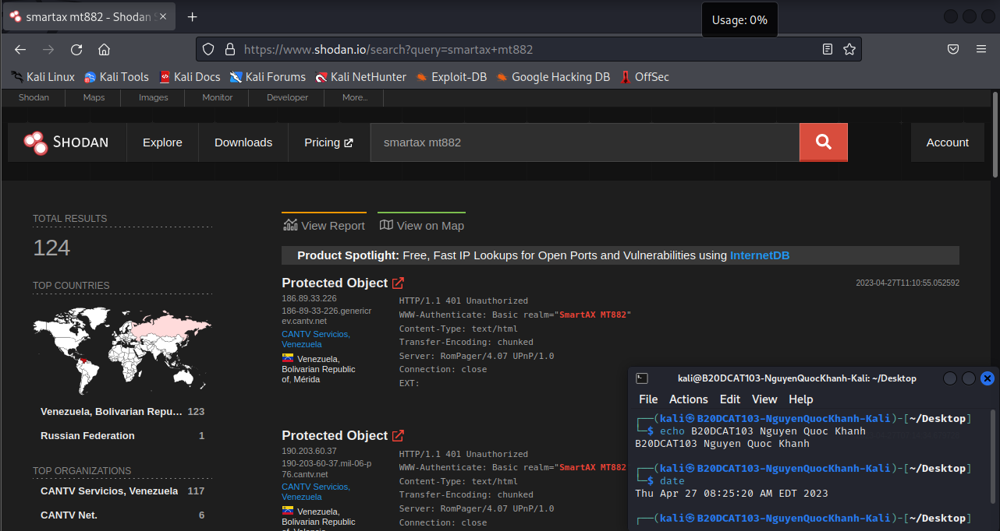 smartax mt882 - Shodan S
Usage: 0%
https://www.shodan.io/search?query=smartax+mt882
Kali Linux Kali Tools Kali Docs Kali Forums Kali NetHunter Exploit-DB Google Hacking DB OffSec
Shodan Maps Images Monitor Developer More...
SHODAN Explore Downloads Pricing smartax mt882 Account
TOTAL RESULTS
124
TOP COUNTRIES
Venezuela, Bolivarian Repu... 123
Russian Federation 1
TOP ORGANIZATIONS
CANTV Servicios, Venezuela 117
CANTV Net. 6
View Report View on Map
Product Spotlight: Free, Fast IP Lookups for Open Ports and Vulnerabilities using InternetDB
Protected Object
2023-04-27T11:10:55.052592
186.89.33.226
186-89-33-226.genericr
ev.cantv.net
CANTV Servicios,
Venezuela
Venezuela,
Bolivarian Republic
of, Mérida
HTTP/1.1 401 Unauthorized
WWW-Authenticate: Basic realm="SmartAX MT882"
Content-Type: text/html
Transfer-Encoding: chunked
Server: RomPager/4.07 UPnP/1.0
Connection: close
EXT:
Protected Object
190.203.60.37
190-203-60-37.mil-06-p
76.cantv.net
CANTV Servicios,
Venezuela
Venezuela,
Bolivarian Republic
HTTP/1.1 401 Unauthorized
WWW-Authenticate: Basic realm="SmartAX MT882
Content-Type: text/html
Transfer-Encoding: chunked
Server: RomPager/4.07 UPnP/1.0
Connection: close
kali@B20DCAT103-NguyenQuocKhanh-Kali: ~/Desktop
File Actions Edit View Help
(kali㉿B20DCAT103-NguyenQuocKhanh-Kali)-[~/Desktop]
$ echo B20DCAT103 Nguyen Quoc Khanh
B20DCAT103 Nguyen Quoc Khanh
(kali㉿B20DCAT103-NguyenQuocKhanh-Kali)-[~/Desktop]
$ date
Thu Apr 27 08:25:20 AM EDT 2023
(kali㉿B20DCAT103-NguyenQuocKhanh-Kali)-[~/Desktop]